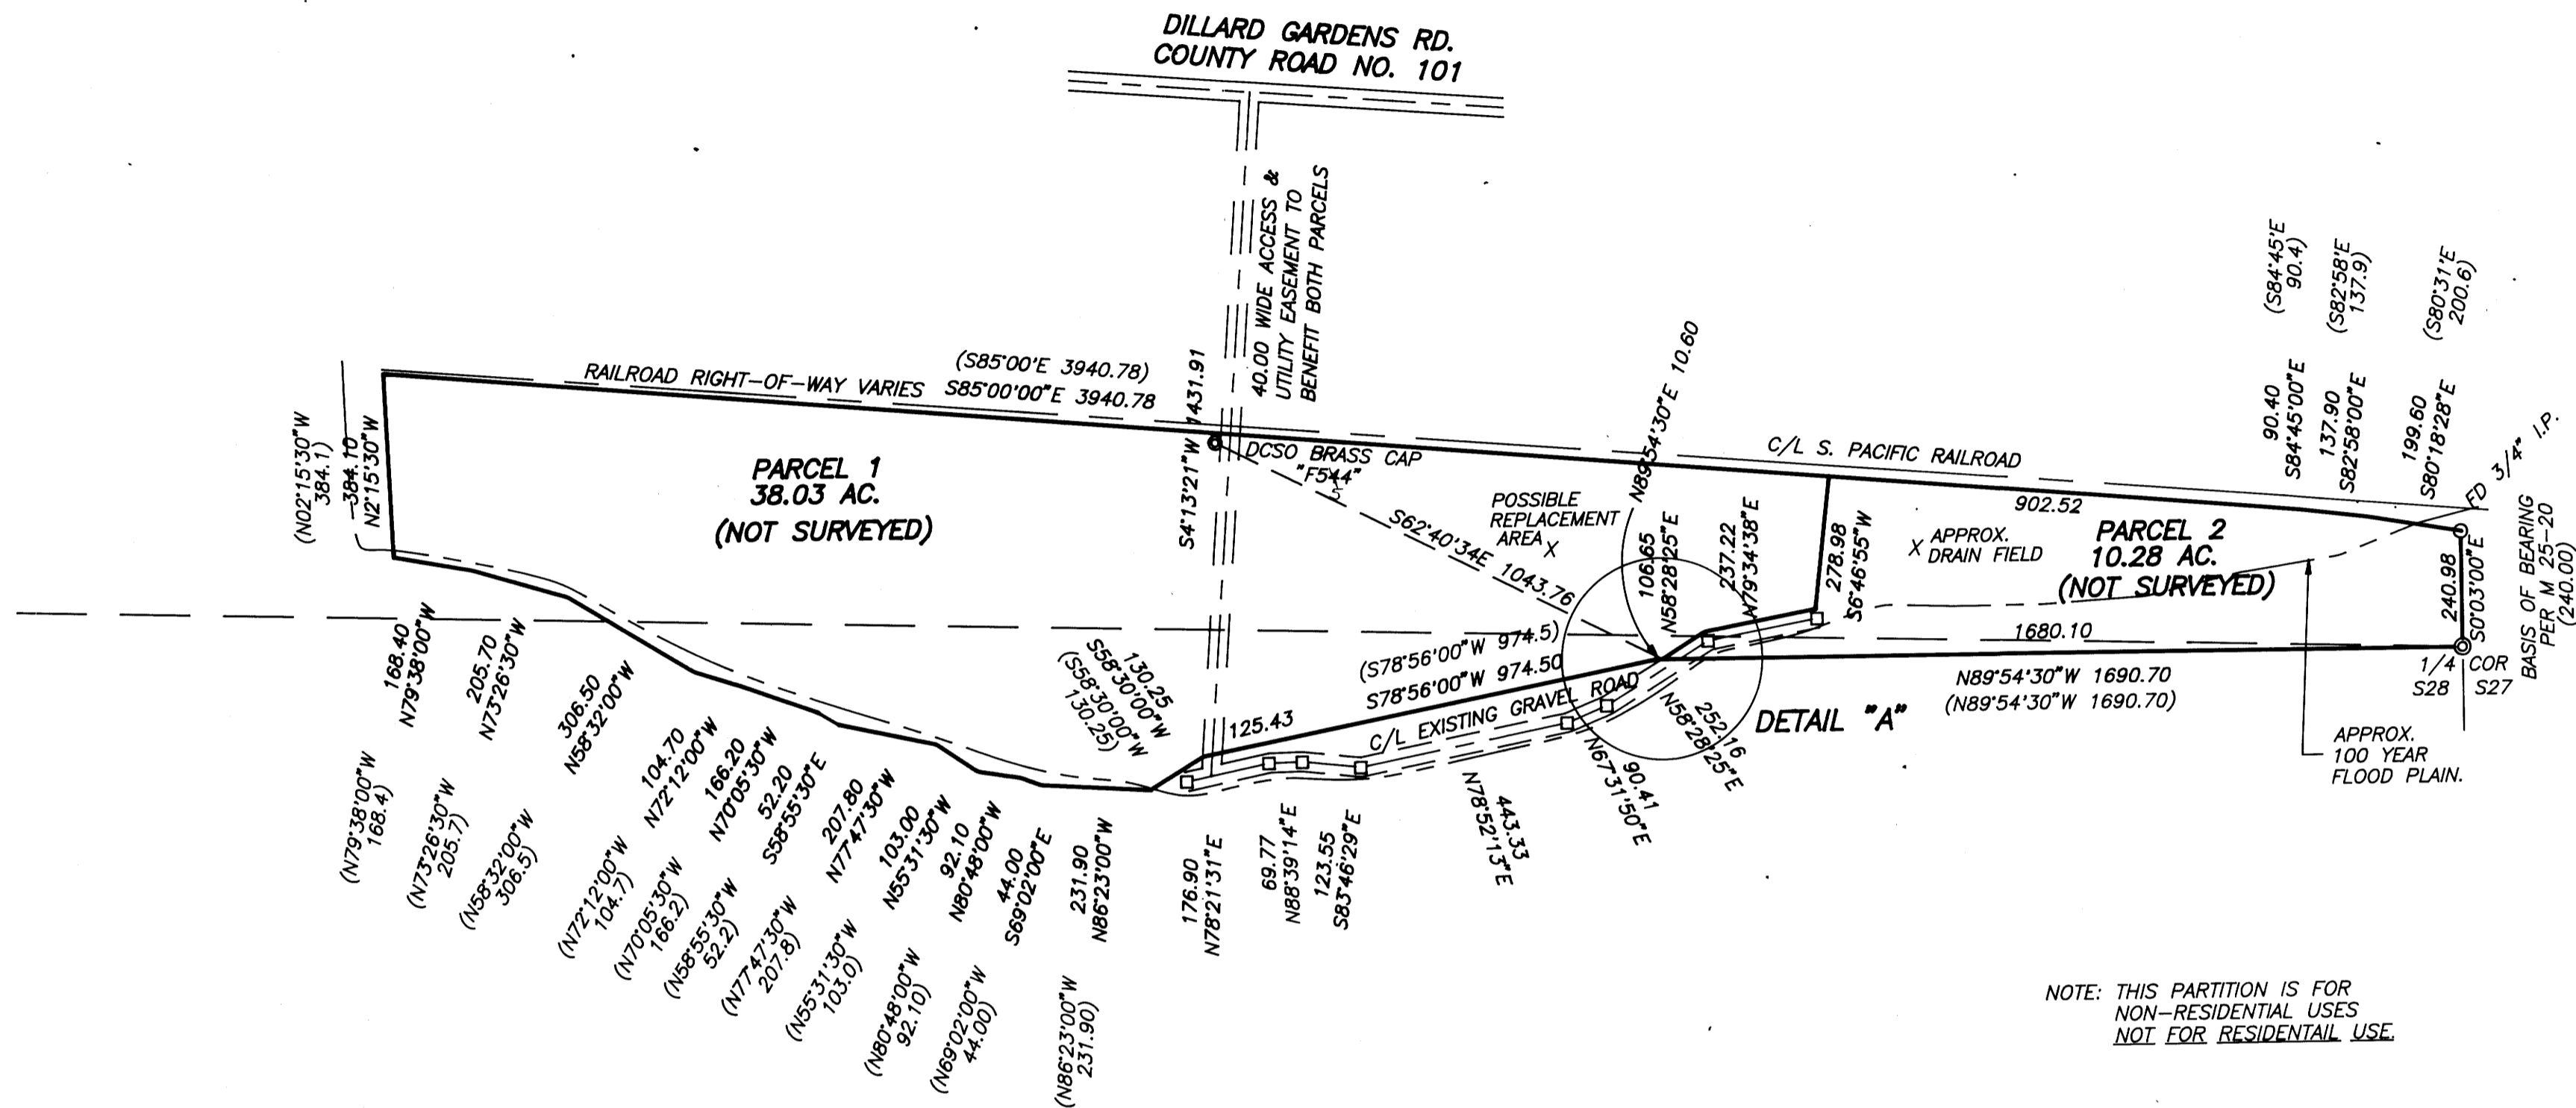 DILLARD GARDENS RD.
COUNTY ROAD NO. 101
40.00 WIDE ACCESS &
UTILITY EASEMENT TO
BENEFIT BOTH PARCELS
S4°13'21"W 1431.91
(S85°00'E 3940.78)
RAILROAD RIGHT-OF-WAY VARIES S85°00'00"E 3940.78
(N02°15'30"W
384.1)
384.10
N2°15'30"W
PARCEL 1
38.03 AC.
(NOT SURVEYED)
DCSO BRASS CAP
"F544"
S62°40'34E 1043.76
POSSIBLE
REPLACEMENT
AREA X
N89°54'30"E 10.60
106.65
N58°28'25"E
237.22
N79°34'38"E
278.98
S6°46'55"W
C/L S. PACIFIC RAILROAD
902.52
X APPROX.
DRAIN FIELD
PARCEL 2
10.28 AC.
(NOT SURVEYED)
(S84°45'E
90.4)
(S82°58'E
137.9)
(S80°31'E
200.6)
90.40
S84°45'00"E
137.90
S82°58'00"E
199.60
S80°18'28"E
FD 3/4" I.P.
240.98
S0°03'00"E
BASIS OF BEARING
PER M 25-20
(240.00)
1680.10
N89°54'30"W 1690.70
(N89°54'30"W 1690.70)
1/4 COR
S28 S27
APPROX.
100 YEAR
FLOOD PLAIN.
DETAIL "A"
(S78°56'00"W 974.5)
S78°56'00"W 974.50
C/L EXISTING GRAVEL ROAD
125.43
130.25
S58°30'00"W
(S58°30'00"W
130.25)
168.40
N79°38'00"W
205.70
N73°26'30"W
306.50
N58°32'00"W
104.70
N72°12'00"W
166.20
N70°05'30"W
52.20
S58°55'30"E
207.80
N77°47'30"W
103.00
N55°31'30"W
92.10
N80°48'00"W
44.00
S69°02'00"E
231.90
N86°23'00"W
176.90
N78°21'31"E
69.77
N88°39'14"E
123.55
S83°46'29"E
443.33
N78°52'13"E
90.41
N67°31'50"E
252.16
N58°28'25"E
(N79°38'00"W
168.4)
(N73°26'30"W
205.7)
(N58°32'00"W
306.5)
(N72°12'00"W
104.7)
(N70°05'30"W
166.2)
(N58°55'30"W
52.2)
(N77°47'30"W
207.8)
(N55°31'30"W
103.0)
(N80°48'00"W
92.10)
(N69°02'00"W
44.00)
(N86°23'00"W
231.90)
NOTE: THIS PARTITION IS FOR
NON-RESIDENTIAL USES
NOT FOR RESIDENTAIL USE.